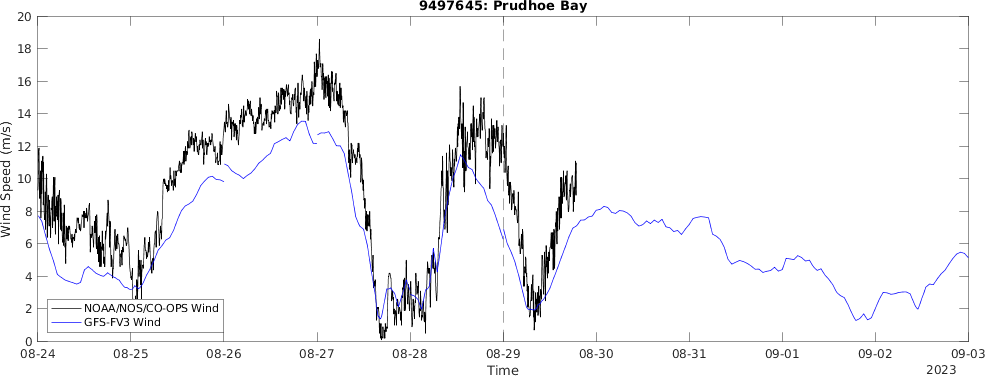 9497645: Prudhoe Bay
Wind Speed (m/s)
20
18
16
14
12
10
8
6
4
2
0
NOAA/NOS/CO-OPS Wind
GFS-FV3 Wind
08-24 08-25 08-26 08-27 08-28 08-29 08-30 08-31 09-01 09-02 09-03
Time
2023